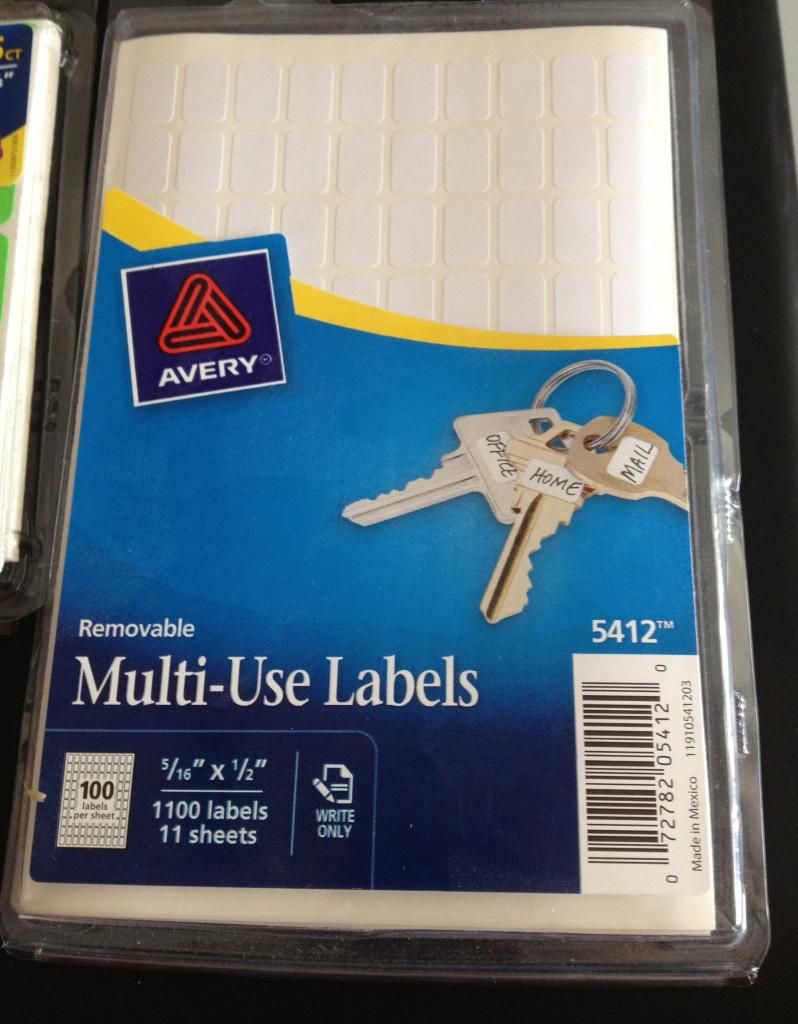 CT
AVERY
OFFICE
HOME
MAIL
Removable
5412™
Multi-Use Labels
100
labels
per sheet
5/16" x 1/2"
1100 labels
11 sheets
WRITE
ONLY
0 72782 05412 0
Made in Mexico 11910541203